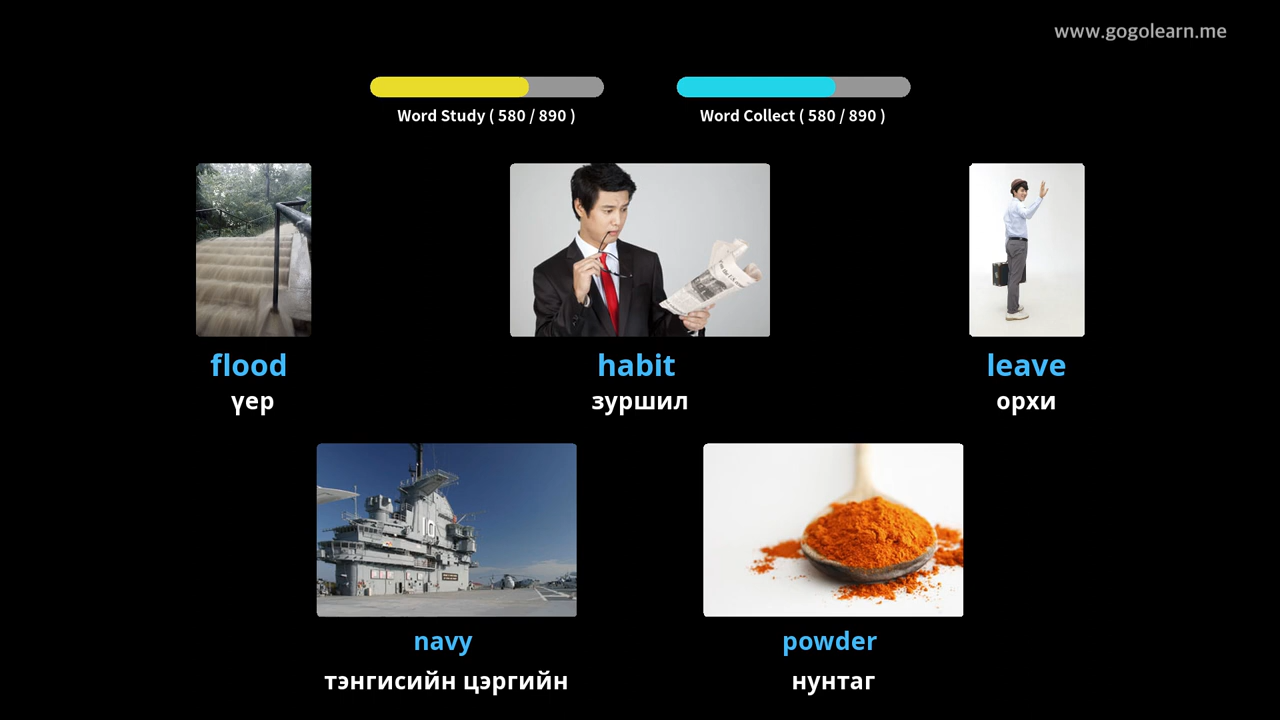 www.gogolearn.me
Word Study ( 580 / 890 )
Word Collect ( 580 / 890 )
flood
үер
habit
зуршил
leave
орхи
navy
тэнгисийн цэргийн
powder
нунтаг